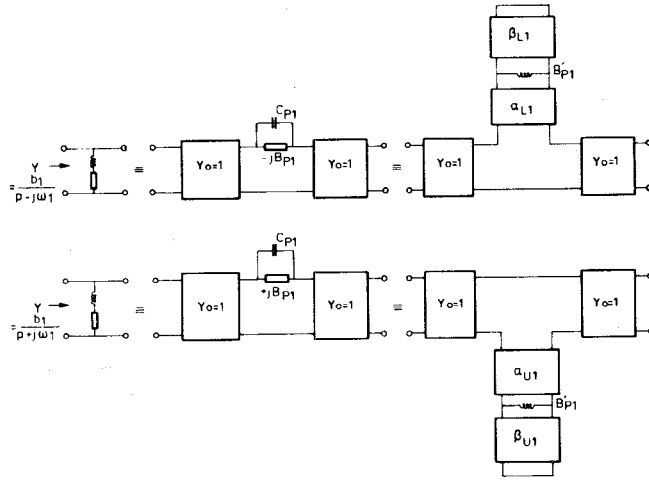 β_L1
B'_P1
α_L1
C_P1
-jB_P1
Y
= b_1 / p-jω_1
≡
Y_O=1
Y_O=1
≡
Y_O=1
Y_O=1
C_P1
+jB_P1
Y
= b_1 / p+jω_1
≡
Y_O=1
Y_O=1
≡
Y_O=1
Y_O=1
α_U1
B'_P1
β_U1